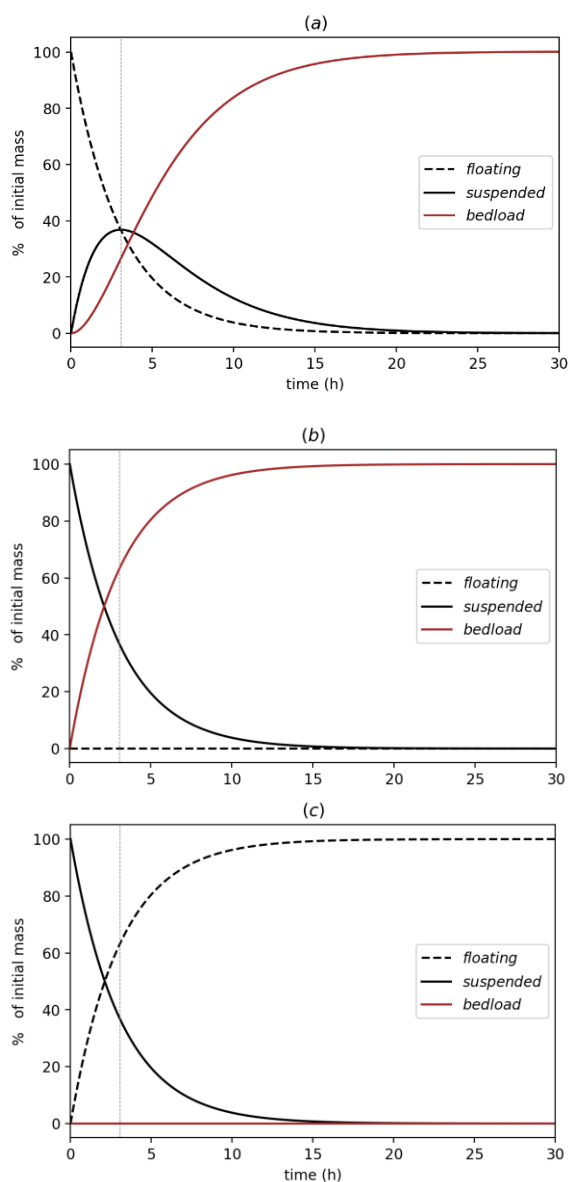 (a)
% of initial mass
100
80
60
40
20
0
floating
suspended
bedload
0 5 10 15 20 25 30
time (h)
(b)
% of initial mass
100
80
60
40
20
0
floating
suspended
bedload
0 5 10 15 20 25 30
(c)
% of initial mass
100
80
60
40
20
0
floating
suspended
bedload
0 5 10 15 20 25 30
time (h)